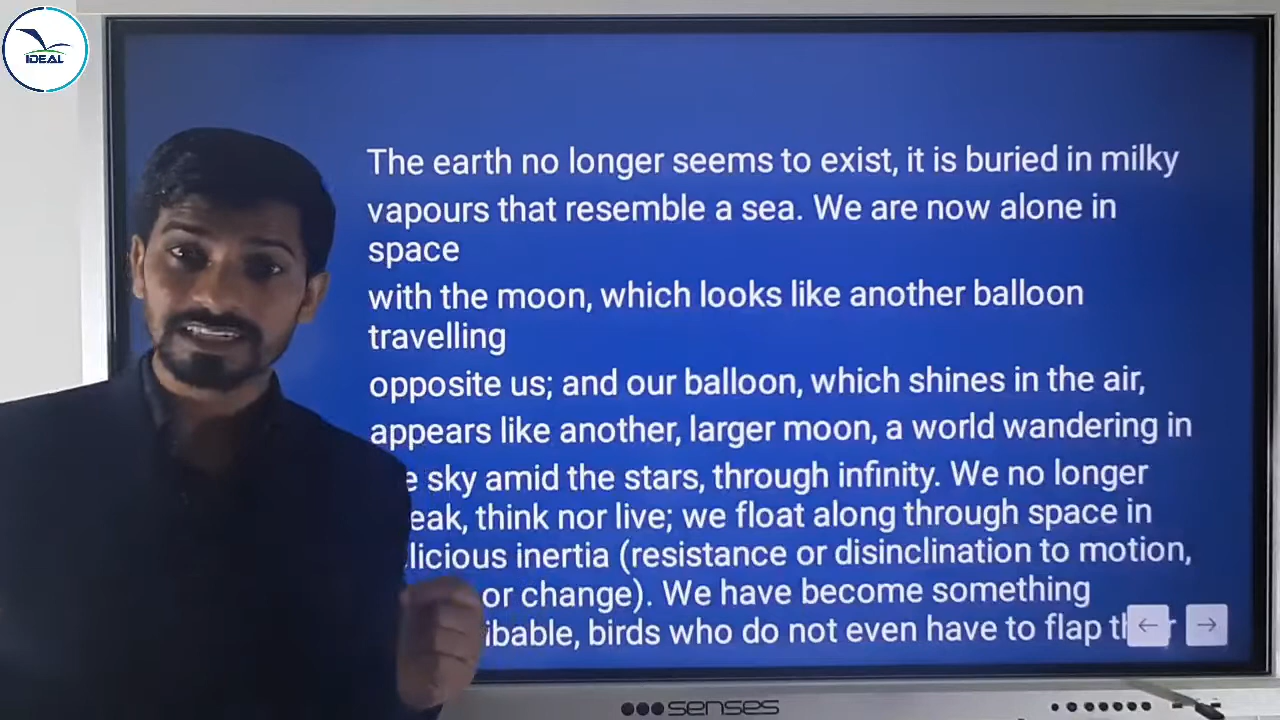 IDEAL
The earth no longer seems to exist, it is buried in milky
vapours that resemble a sea. We are now alone in
space
with the moon, which looks like another balloon
travelling
opposite us; and our balloon, which shines in the air,
appears like another, larger moon, a world wandering in
sky amid the stars, through infinity. We no longer
think nor live; we float along through space in
inertia (resistance or disinclination to motion,
or change). We have become something
birds who do not even have to flap
senses